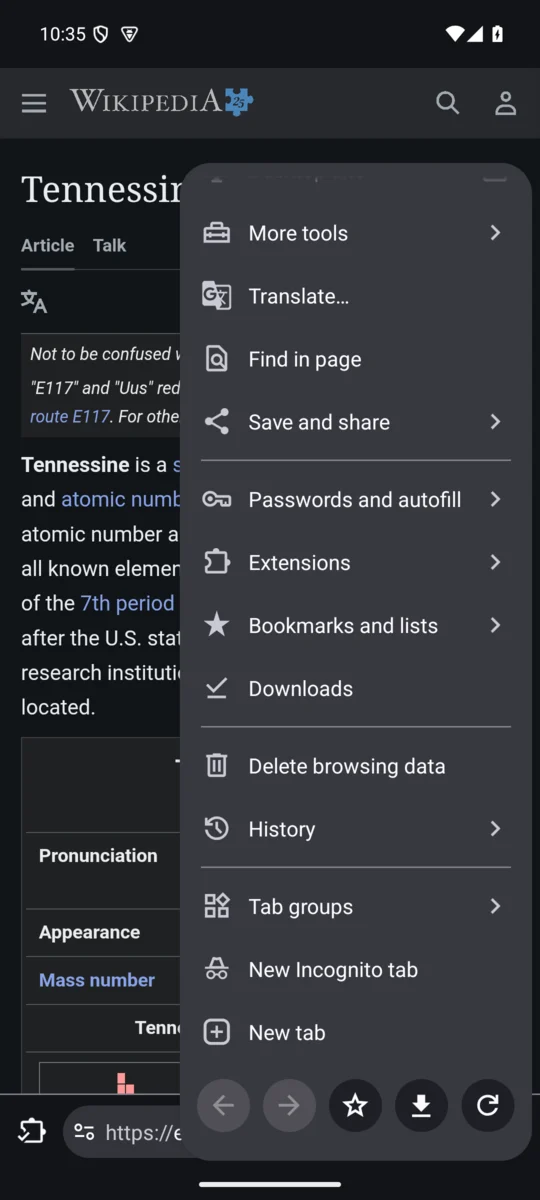 10:35
WIKIPEDIA 25
Tennessin
Article Talk
Not to be confused
"E117" and "Uus" red
route E117. For othe
Tennessine is a s
and atomic numb
atomic number a
all known elemen
of the 7th period
after the U.S. stat
research instituti
located.
Pronunciation
Appearance
Mass number
Tenne
https://e
More tools
Translate…
Find in page
Save and share
Passwords and autofill
Extensions
Bookmarks and lists
Downloads
Delete browsing data
History
Tab groups
New Incognito tab
New tab